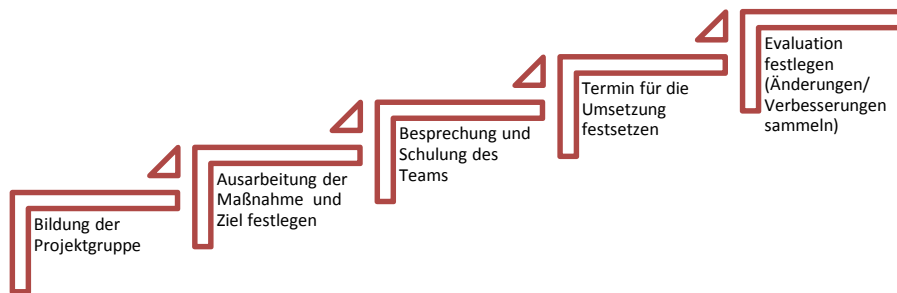 Bildung der
Projektgruppe
Ausarbeitung der
Maßnahme und
Ziel festlegen
Besprechung und
Schulung des
Teams
Termin für die
Umsetzung
festsetzen
Evaluation
festlegen
(Änderungen/
Verbesserungen
sammeln)